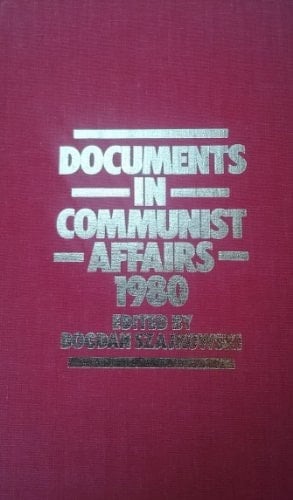 DOCUMENTS
IN
COMMUNIST
AFFAIRS
1980
EDITED BY
BOGDAN SZAJKOWSKI